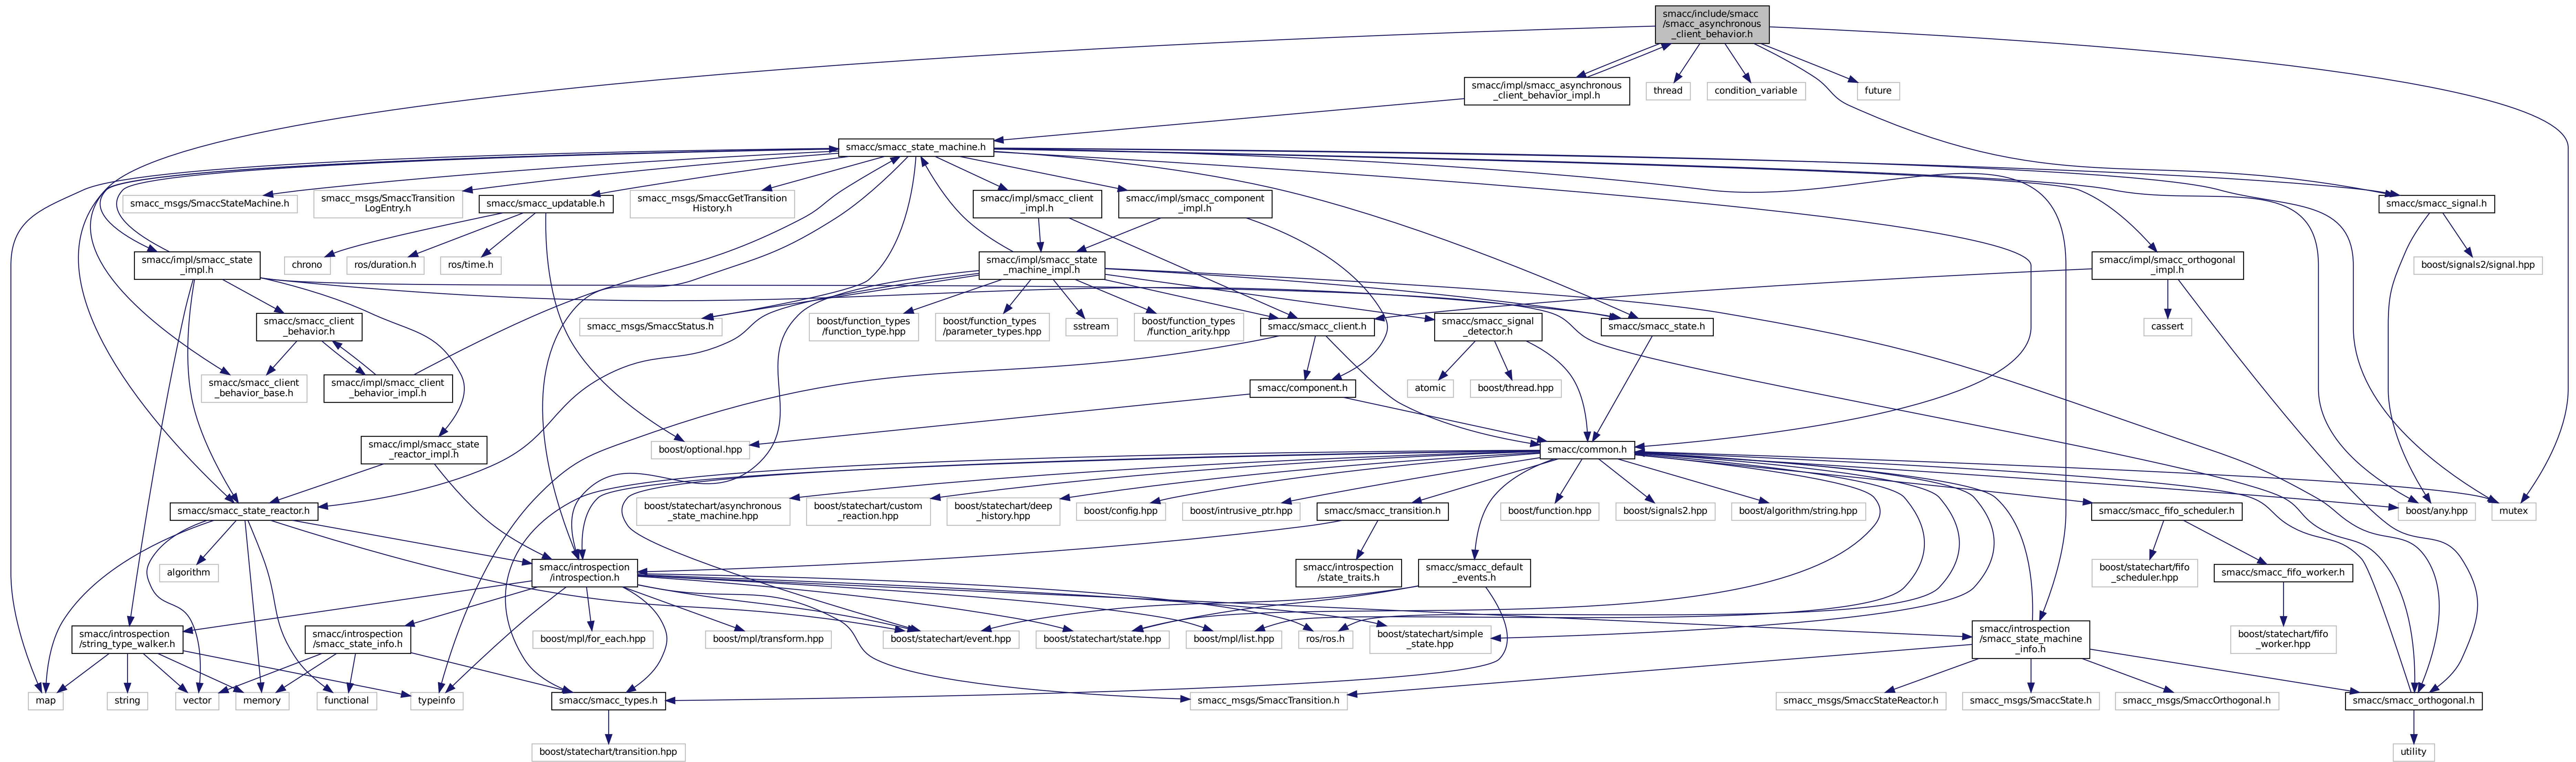 smacc/include/smacc
/smacc_asynchronous
_client_behavior.h
smacc/impl/smacc_asynchronous
_client_behavior_impl.h
thread
condition_variable
future
smacc/smacc_state_machine.h
smacc_msgs/SmaccStateMachine.h
smacc_msgs/SmaccTransition
LogEntry.h
smacc/smacc_updatable.h
smacc_msgs/SmaccGetTransition
History.h
smacc/impl/smacc_client
_impl.h
smacc/impl/smacc_component
_impl.h
smacc/smacc_signal.h
smacc/impl/smacc_state
_impl.h
chrono
ros/duration.h
ros/time.h
smacc/impl/smacc_state
_machine_impl.h
smacc/impl/smacc_orthogonal
_impl.h
boost/signals2/signal.hpp
smacc/smacc_client
_behavior.h
smacc_msgs/SmaccStatus.h
boost/function_types
/function_type.hpp
boost/function_types
/parameter_types.hpp
sstream
boost/function_types
/function_arity.hpp
smacc/smacc_client.h
smacc/smacc_signal
_detector.h
smacc/smacc_state.h
cassert
smacc/smacc_client
_behavior_base.h
smacc/impl/smacc_client
_behavior_impl.h
smacc/component.h
atomic
boost/thread.hpp
smacc/impl/smacc_state
_reactor_impl.h
boost/optional.hpp
smacc/common.h
smacc/smacc_state_reactor.h
boost/statechart/asynchronous
_state_machine.hpp
boost/statechart/custom
_reaction.hpp
boost/statechart/deep
_history.hpp
boost/config.hpp
boost/intrusive_ptr.hpp
smacc/smacc_transition.h
boost/function.hpp
boost/signals2.hpp
boost/algorithm/string.hpp
smacc/smacc_fifo_scheduler.h
boost/any.hpp
mutex
algorithm
smacc/introspection
/introspection.h
smacc/introspection
/state_traits.h
smacc/smacc_default
_events.h
boost/statechart/fifo
_scheduler.hpp
smacc/smacc_fifo_worker.h
smacc/introspection
/string_type_walker.h
smacc/introspection
/smacc_state_info.h
boost/mpl/for_each.hpp
boost/mpl/transform.hpp
boost/statechart/event.hpp
boost/statechart/state.hpp
boost/mpl/list.hpp
ros/ros.h
boost/statechart/simple
_state.hpp
smacc/introspection
/smacc_state_machine
_info.h
boost/statechart/fifo
_worker.hpp
map
string
vector
memory
functional
typeinfo
smacc/smacc_types.h
smacc_msgs/SmaccTransition.h
smacc_msgs/SmaccStateReactor.h
smacc_msgs/SmaccState.h
smacc_msgs/SmaccOrthogonal.h
smacc/smacc_orthogonal.h
boost/statechart/transition.hpp
utility